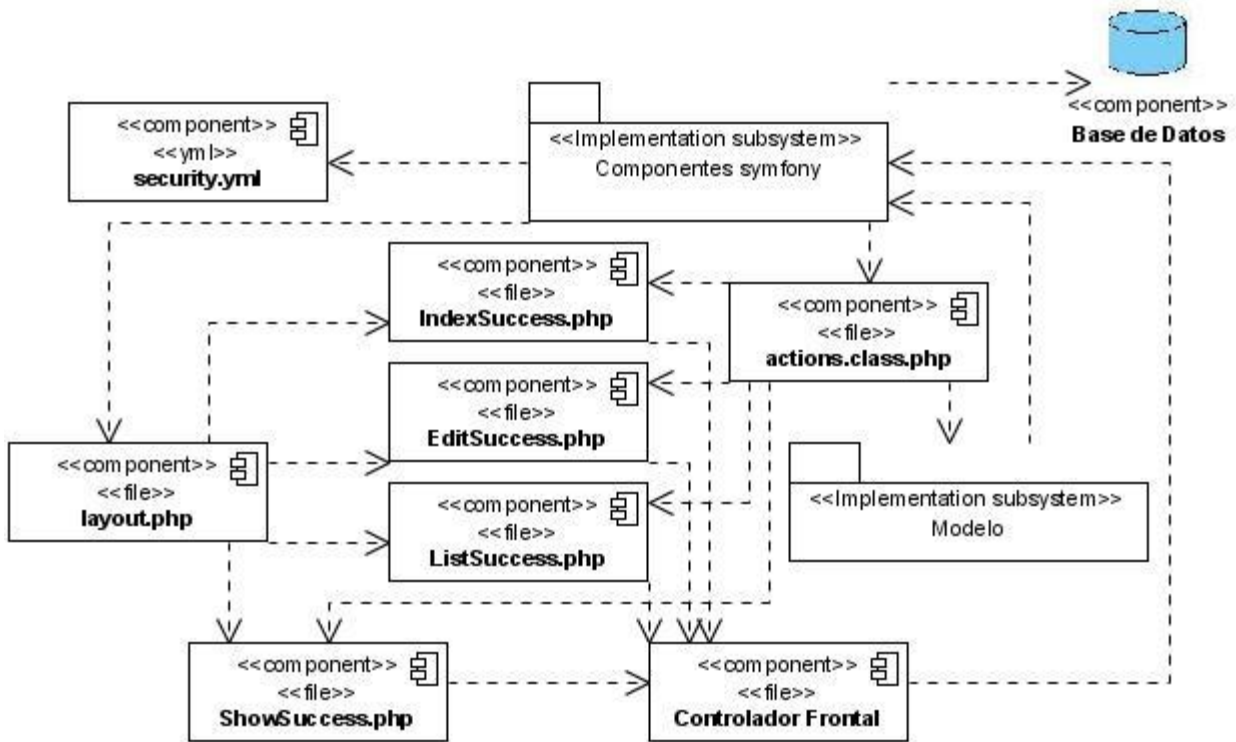 <<component>>
Base de Datos
<<component>>
<<yml>>
security.yml
<<Implementation subsystem>>
Componentes symfony
<<component>>
<<file>>
IndexSuccess.php
<<component>>
<<file>>
actions.class.php
<<component>>
<<file>>
EditSuccess.php
<<component>>
<<file>>
layout.php
<<component>>
<<file>>
ListSuccess.php
<<Implementation subsystem>>
Modelo
<<component>>
<<file>>
ShowSuccess.php
<<component>>
<<file>>
Controlador Frontal